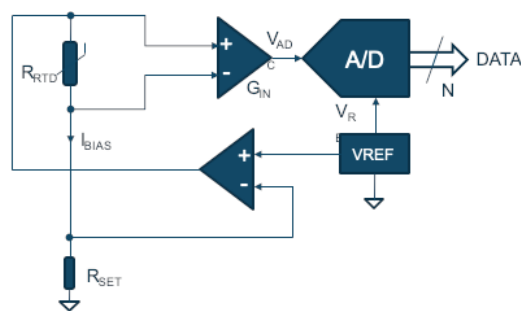 V_AD
C
+
-
G_IN
A/D
DATA
N
R_RTD
V_R
I_BIAS
+
-
VREF
R_SET